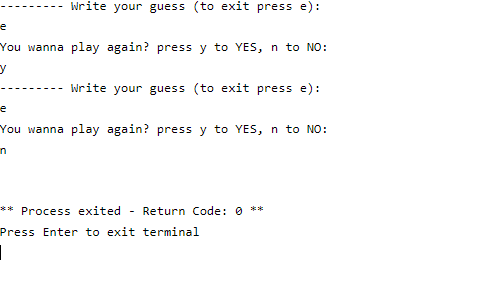 --------- Write your guess (to exit press e):
e
You wanna play again? press y to YES, n to NO:
y
--------- Write your guess (to exit press e):
e
You wanna play again? press y to YES, n to NO:
n
** Process exited - Return Code: 0 **
Press Enter to exit terminal